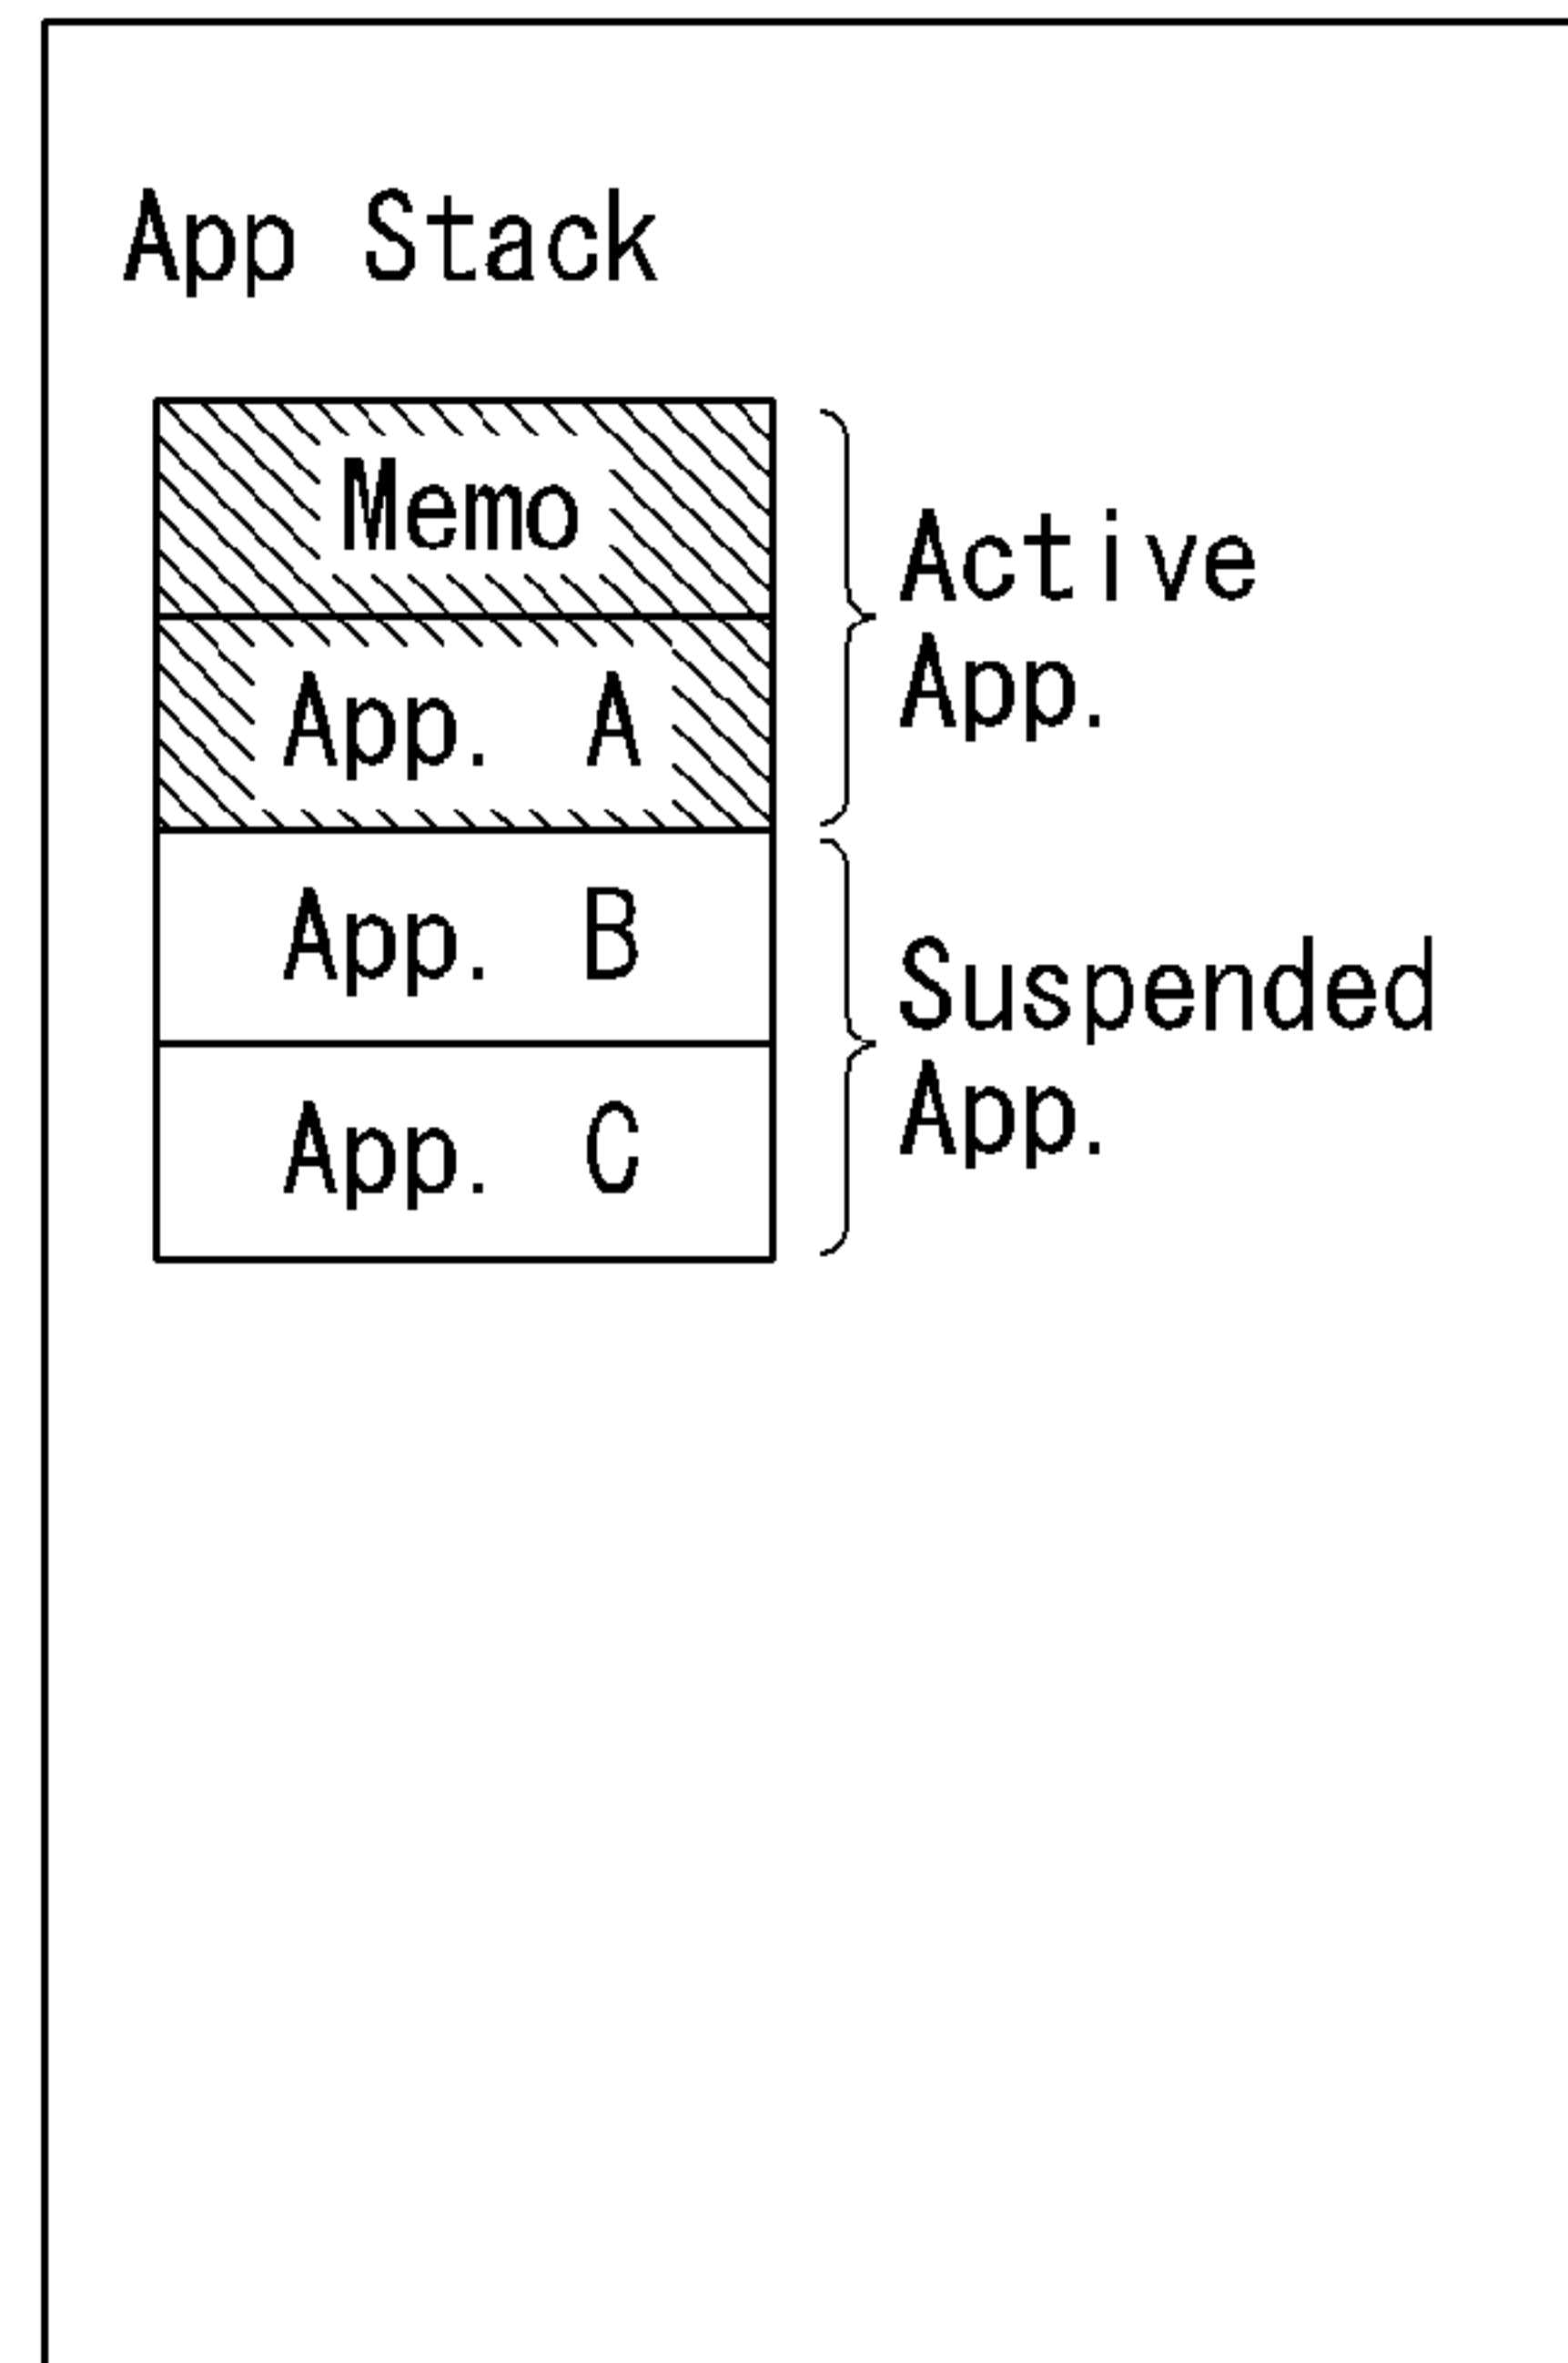 App Stack
Memo
Active
App.
App. A
App. B
Suspended
App.
App. C